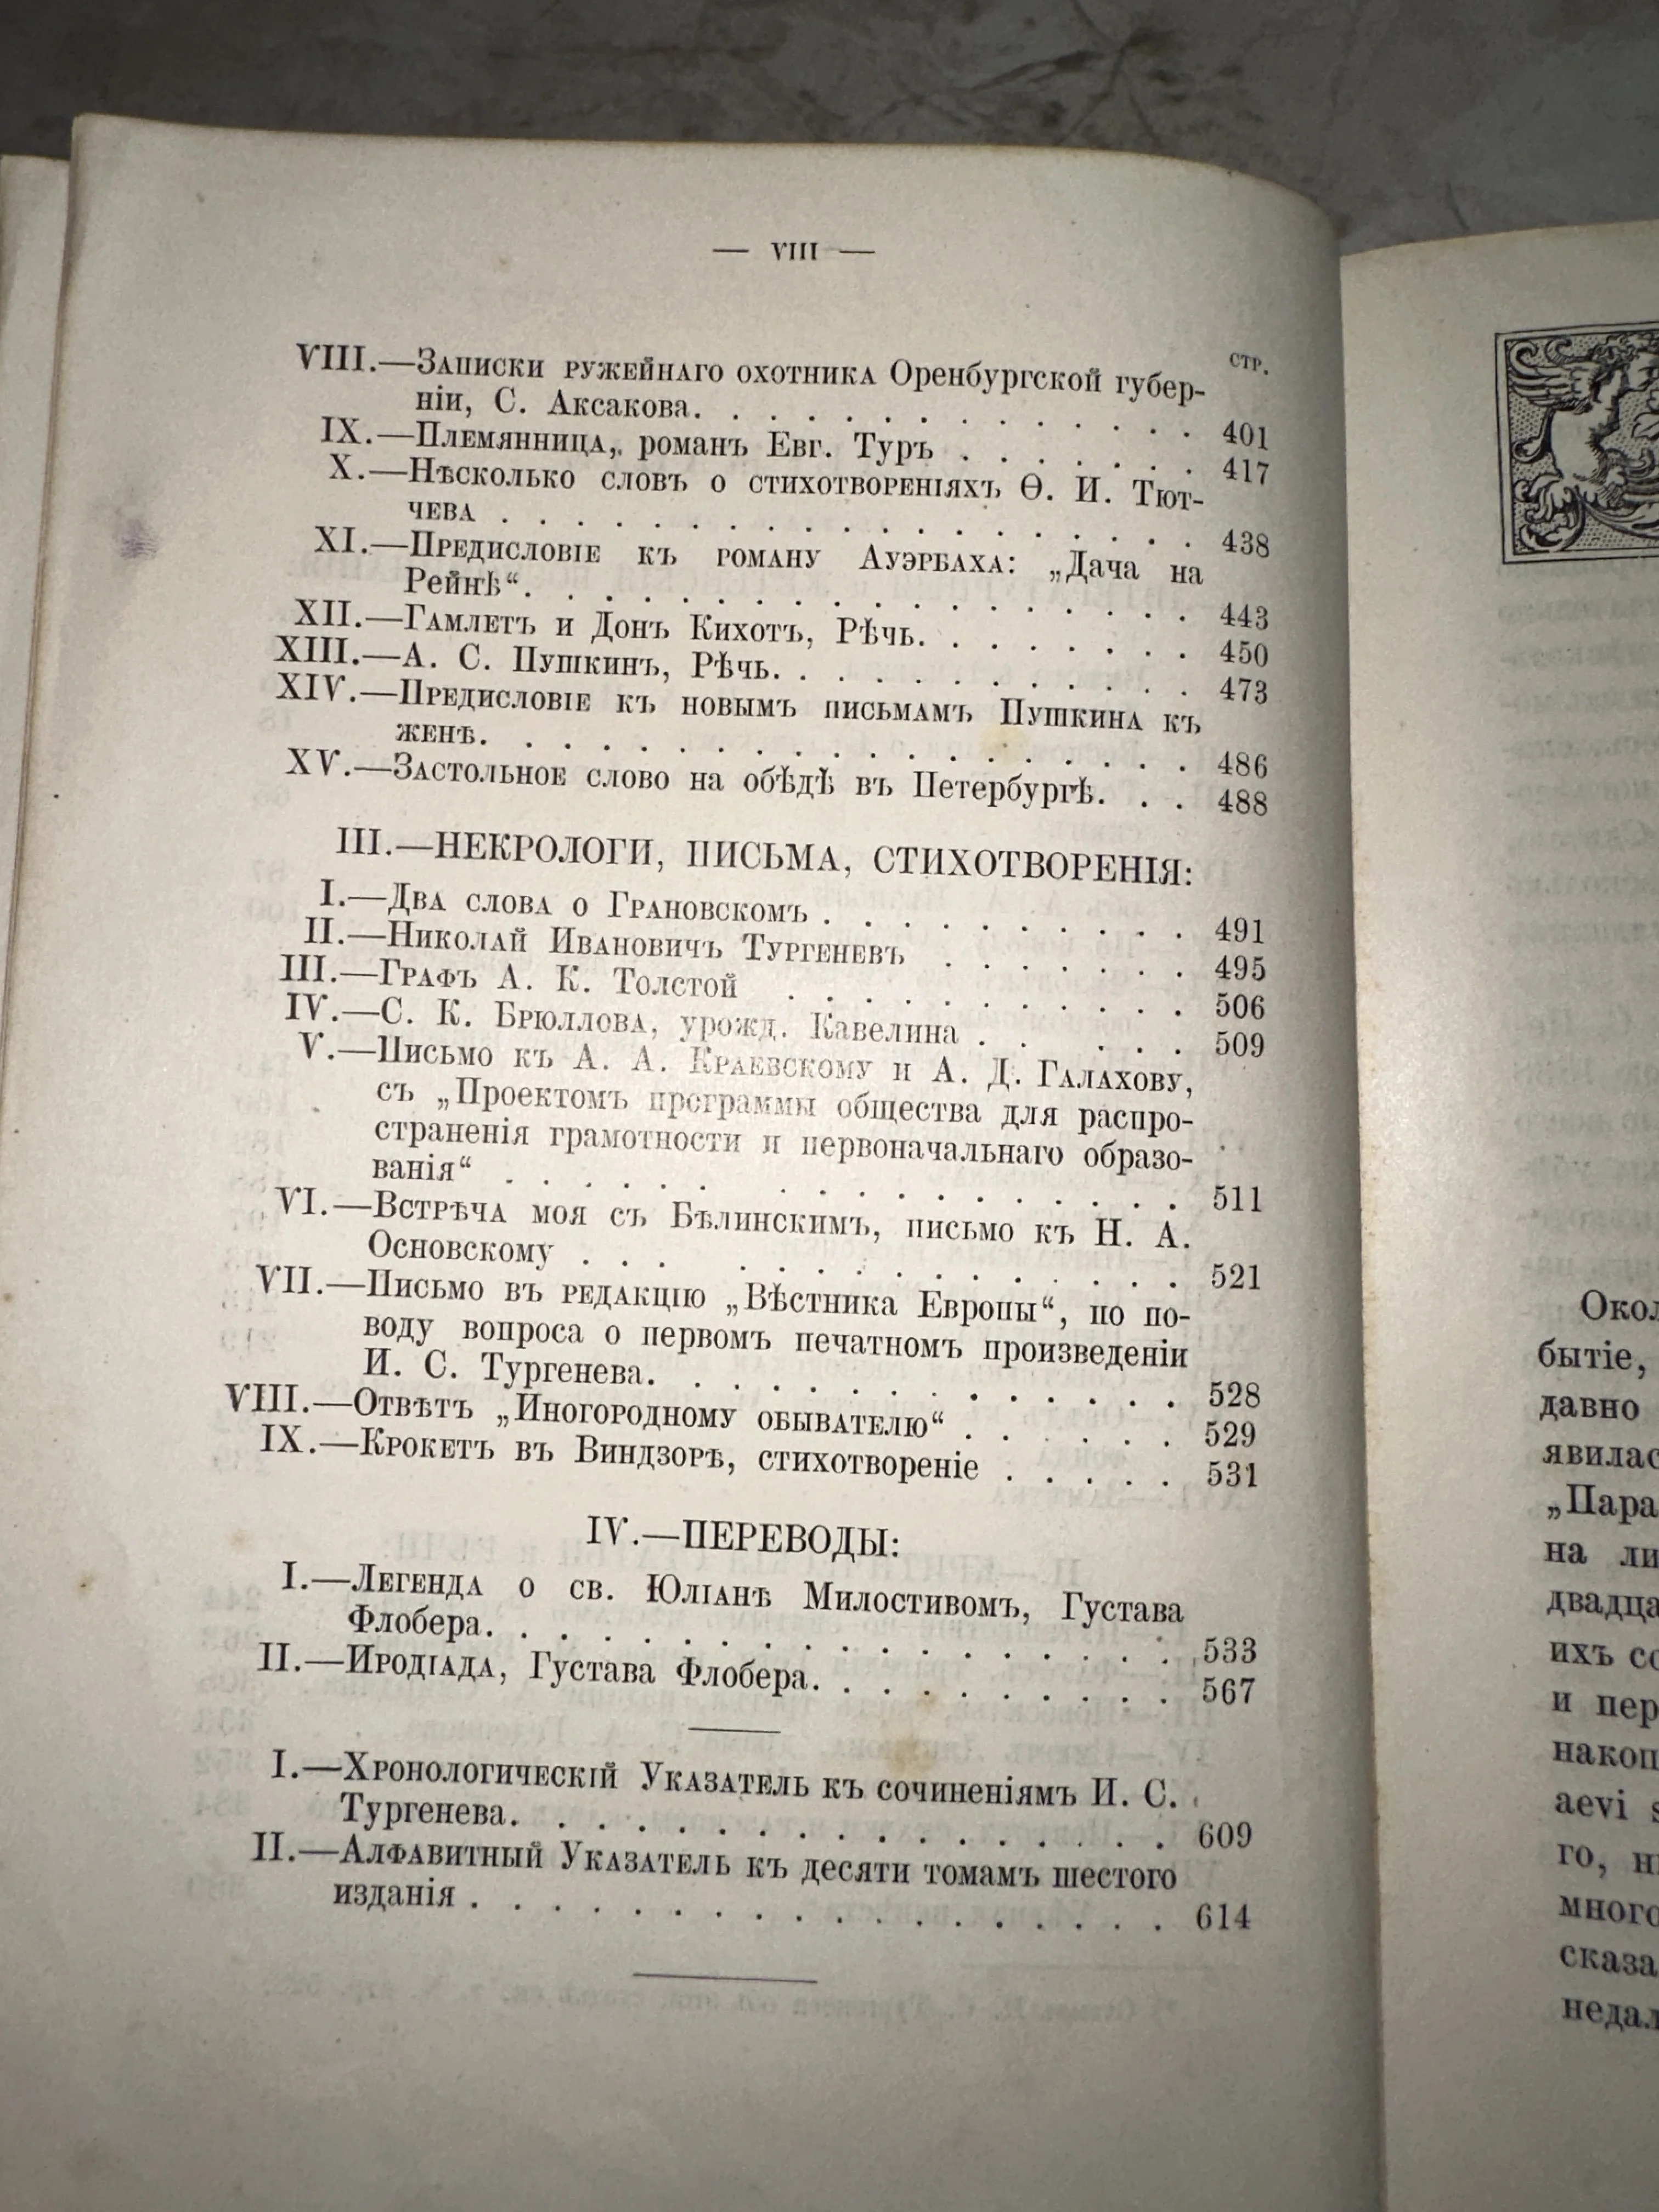 — VIII —
СТР.
VIII.—Записки ружейнаго охотника Оренбургской губер-
ніи, С. Аксакова. . . . . . . . . . . . . 401
IX.—Племянница, романъ Евг. Туръ . . . . . . . 417
X.—Нѣсколько словъ о стихотвореніяхъ Ѳ. И. Тют-
чева . . . . . . . . . . . . . . . . . . 438
XI.—Предисловіе къ роману Ауэрбаха: „Дача на
Рейнѣ“. . . . . . . . . . . . . . . . . 443
XII.—Гамлетъ и Донъ Кихотъ, Рѣчь. . . . . . . . 450
XIII.—А. С. Пушкинъ, Рѣчь. . . . . . . . . . . . 473
XIV.—Предисловіе къ новымъ письмамъ Пушкина къ
женѣ. . . . . . . . . . . . . . . . . . 486
XV.—Застольное слово на обѣдѣ въ Петербургѣ. . . 488
III.—НЕКРОЛОГИ, ПИСЬМА, СТИХОТВОРЕНІЯ:
I.—Два слова о Грановскомъ . . . . . . . . . . 491
II.—Николай Ивановичъ Тургеневъ . . . . . . . 495
III.—Графъ А. К. Толстой . . . . . . . . . . . 506
IV.—С. К. Брюллова, урожд. Кавелина . . . . . . 509
V.—Письмо къ А. А. Краевскому и А. Д. Галахову,
съ „Проектомъ программы общества для распро-
страненія грамотности и первоначальнаго образо-
ванія“ . . . . . . . . . . . . . . . . . 511
VI.—Встрѣча моя съ Бѣлинскимъ, письмо къ Н. А.
Основскому . . . . . . . . . . . . . . . 521
VII.—Письмо въ редакцію „Вѣстника Европы“, по по-
воду вопроса о первомъ печатномъ произведеніи
И. С. Тургенева. . . . . . . . . . . . . . 528
VIII.—Отвѣтъ „Иногородному обывателю“ . . . . . . 529
IX.—Крокетъ въ Виндзорѣ, стихотвореніе . . . . . 531
IV.—ПЕРЕВОДЫ:
I.—Легенда о св. Юліанѣ Милостивомъ, Густава
Флобера. . . . . . . . . . . . . . . . . . 533
II.—Иродіада, Густава Флобера. . . . . . . . . . 567
I.—Хронологическій Указатель къ сочиненіямъ И. С.
Тургенева. . . . . . . . . . . . . . . . . 609
II.—Алфавитный Указатель къ десяти томамъ шестого
изданія . . . . . . . . . . . . . . . . . . 614
бытіе,
давно
„Пара
на
aevi
го,